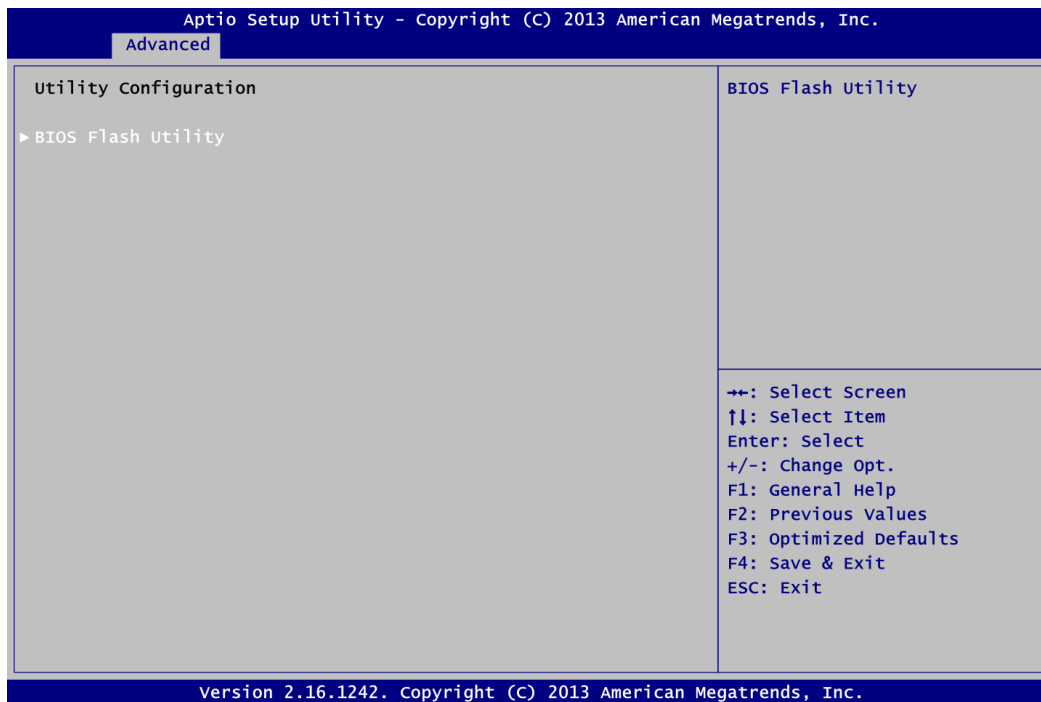 Aptio Setup Utility – Copyright (C) 2013 American Megatrends, Inc.
Advanced
Utility Configuration
►BIOS Flash Utility
BIOS Flash Utility
→←: Select Screen
↑↓: Select Item
Enter: Select
+/-: Change Opt.
F1: General Help
F2: Previous Values
F3: Optimized Defaults
F4: Save & Exit
ESC: Exit
Version 2.16.1242. Copyright (C) 2013 American Megatrends, Inc.